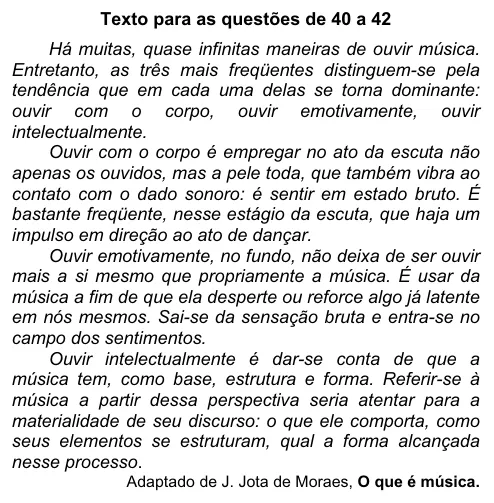 Texto para as questões de 40 a 42
Há muitas, quase infinitas maneiras de ouvir música.
Entretanto, as três mais freqüentes distinguem-se pela
tendência que em cada uma delas se torna dominante:
ouvir com o corpo, ouvir emotivamente, ouvir
intelectualmente.
Ouvir com o corpo é empregar no ato da escuta não
apenas os ouvidos, mas a pele toda, que também vibra ao
contato com o dado sonoro: é sentir em estado bruto. É
bastante freqüente, nesse estágio da escuta, que haja um
impulso em direção ao ato de dançar.
Ouvir emotivamente, no fundo, não deixa de ser ouvir
mais a si mesmo que propriamente a música. É usar da
música a fim de que ela desperte ou reforce algo já latente
em nós mesmos. Sai-se da sensação bruta e entra-se no
campo dos sentimentos.
Ouvir intelectualmente é dar-se conta de que a
música tem, como base, estrutura e forma. Referir-se à
música a partir dessa perspectiva seria atentar para a
materialidade de seu discurso: o que ele comporta, como
seus elementos se estruturam, qual a forma alcançada
nesse processo.
Adaptado de J. Jota de Moraes, O que é música.